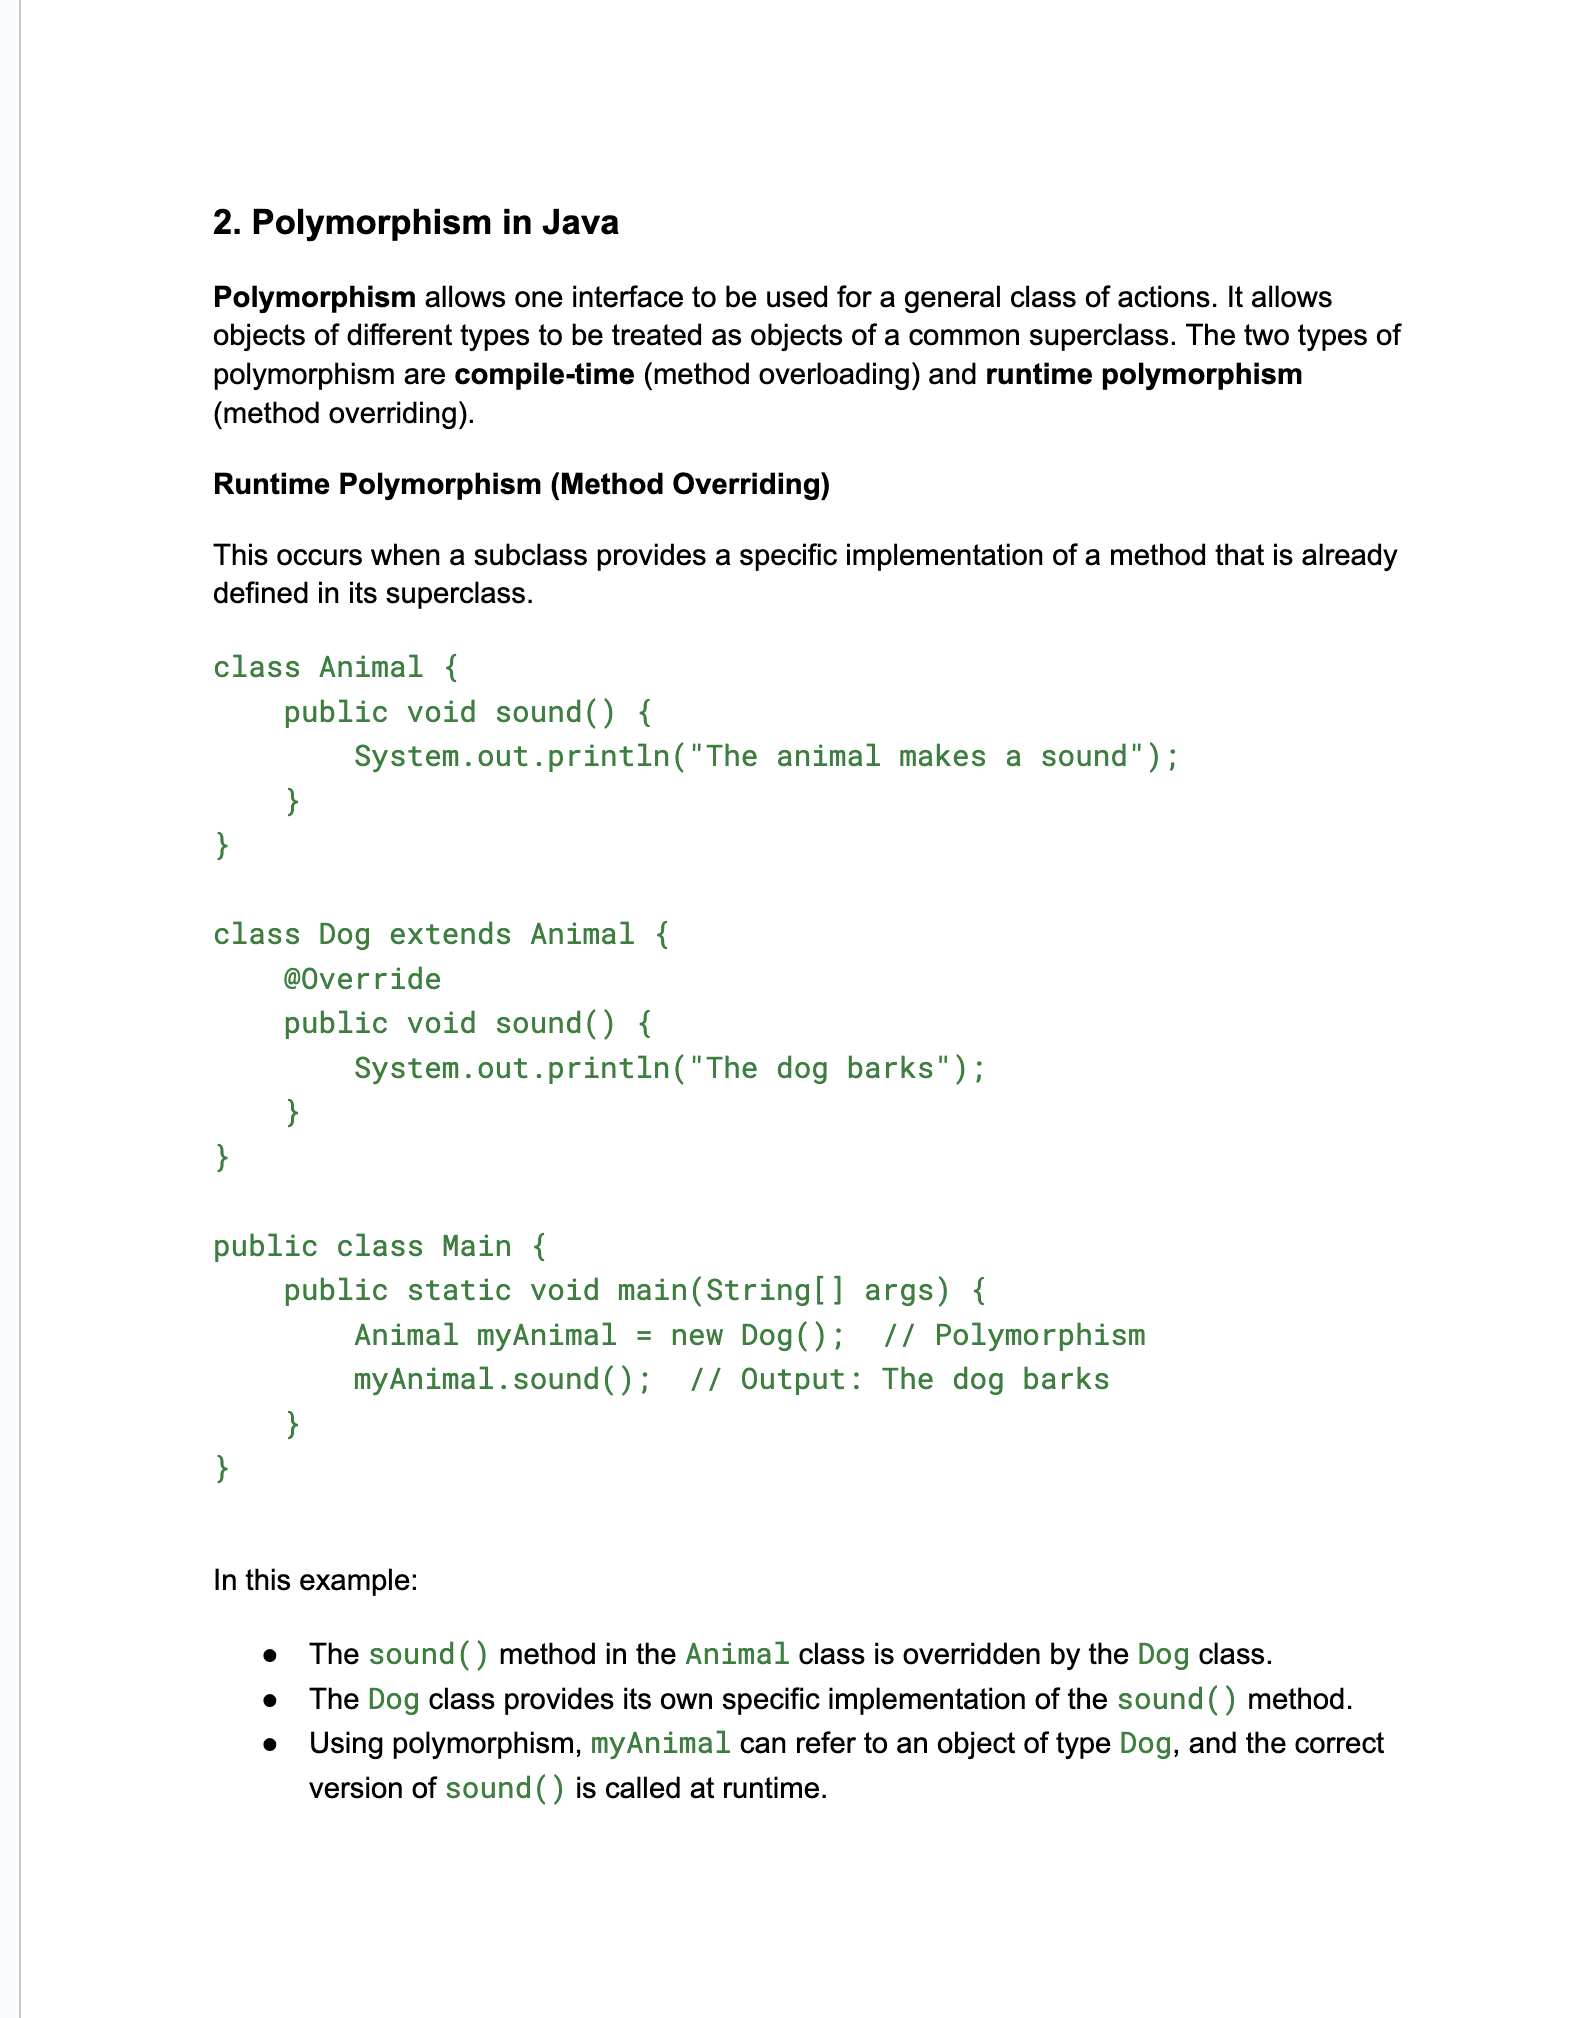 2. Polymorphism in Java
Polymorphism allows one interface to be used for a general class of actions. It allows
objects of different types to be treated as objects of a common superclass. The two types of
polymorphism are compile-time (method overloading) and runtime polymorphism
(method overriding).
Runtime Polymorphism (Method Overriding)
This occurs when a subclass provides a specific implementation of a method that is already
defined in its superclass.
class Animal {
    public void sound() {
        System.out.println("The animal makes a sound");
    }
}
class Dog extends Animal {
    @Override
    public void sound() {
        System.out.println("The dog barks");
    }
}
public class Main {
    public static void main(String[] args) {
        Animal myAnimal = new Dog();  // Polymorphism
        myAnimal.sound();  // Output: The dog barks
    }
}
In this example:
● The sound() method in the Animal class is overridden by the Dog class.
● The Dog class provides its own specific implementation of the sound() method.
● Using polymorphism, myAnimal can refer to an object of type Dog, and the correct
version of sound() is called at runtime.